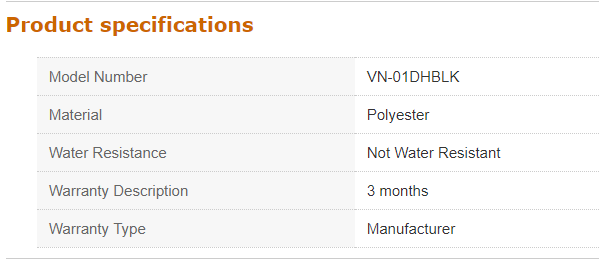 Product specifications
Model Number VN-01DHBLK
Material Polyester
Water Resistance Not Water Resistant
Warranty Description 3 months
Warranty Type Manufacturer